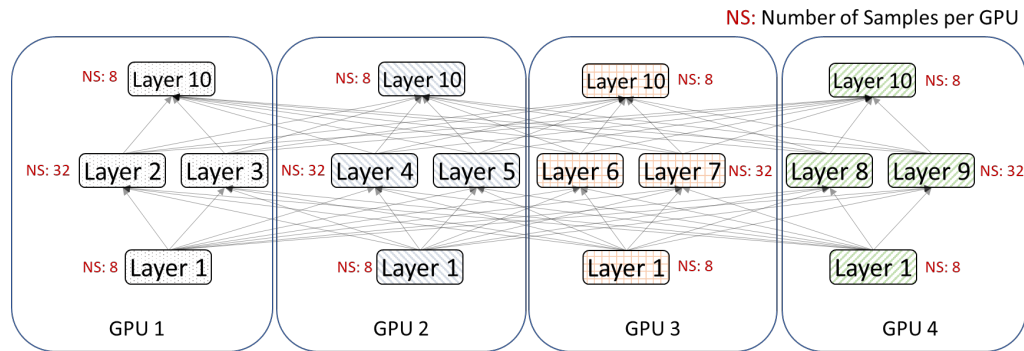 NS: Number of Samples per GPU
NS: 8 Layer 10 NS: 8 Layer 10 Layer 10 NS: 8 Layer 10 NS: 8
NS: 32 Layer 2 Layer 3 NS: 32 Layer 4 Layer 5 Layer 6 Layer 7 NS: 32 Layer 8 Layer 9 NS: 32
NS: 8 Layer 1 NS: 8 Layer 1 Layer 1 NS: 8 Layer 1 NS: 8
GPU 1 GPU 2 GPU 3 GPU 4